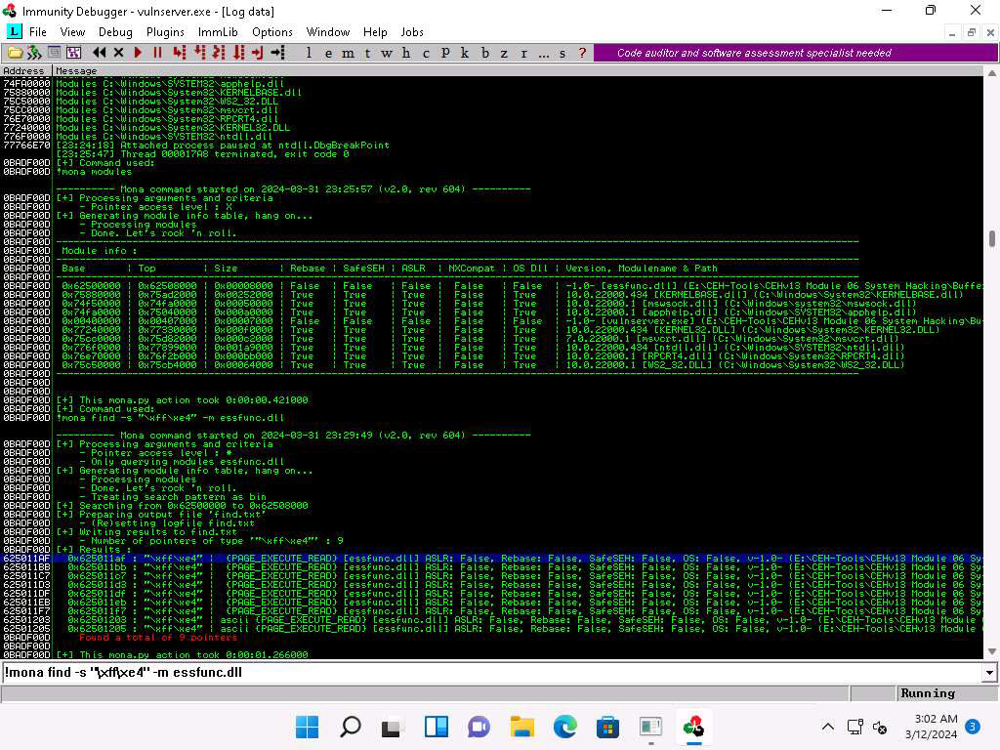 Immunity Debugger - vulnserver.exe - [Log data]
L File View Debug Plugins ImmLib Options Window Help Jobs
l e m t w h c P k b z r ... s ? Code auditor and software assessment specialist needed
Address Message
74FA0000 Modules C:\Windows\SYSTEM32\apphelp.dll
75880000 Modules C:\Windows\SYSTEM32\KERNELBASE.dll
75C50000 Modules C:\Windows\SYSTEM32\WS2_32.DLL
75CC0000 Modules C:\Windows\SYSTEM32\msvcrt.dll
76E70000 Modules C:\Windows\SYSTEM32\RPCRT4.dll
77240000 Modules C:\Windows\SYSTEM32\KERNEL32.DLL
776F0000 Modules C:\Windows\SYSTEM32\ntdll.dll
77766E70 [23:24:18] Attached process paused at ntdll.DbgBreakPoint
[23:25:47] Thread 000017A8 terminated, exit code 0
0BADF00D [+] Command used:
0BADF00D !mona modules
---------- Mona command started on 2024-03-31 23:25:57 (v2.0, rev 604) ----------
0BADF00D [+] Processing arguments and criteria
0BADF00D - Pointer access level : X
0BADF00D [+] Generating module info table, hang on...
0BADF00D - Processing modules
0BADF00D - Done. Let's rock 'n roll.
0BADF00D
0BADF00D Module info :
0BADF00D
0BADF00D Base | Top | Size | Rebase | SafeSEH | ASLR | NXCompat | OS Dll | Version, Modulename & Path
0BADF00D
0BADF00D 0x62500000 | 0x62508000 | 0x00008000 | False | False | False | False | False | -1.0- [essfunc.dll] (E:\CEH-Tools\CEHv13 Module 06 System Hacking\Buffe
0BADF00D 0x75880000 | 0x75ad2000 | 0x00252000 | True | True | True | False | True | 10.0.22000.434 [KERNELBASE.dll] (C:\Windows\System32\KERNELBASE.dll)
0BADF00D 0x74f50000 | 0x74fa0000 | 0x00050000 | True | True | True | False | True | 10.0.22000.1 [mswsock.dll] (C:\Windows\system32\mswsock.dll)
0BADF00D 0x74fa0000 | 0x75040000 | 0x000a0000 | True | True | True | False | True | 10.0.22000.1 [apphelp.dll] (C:\Windows\SYSTEM32\apphelp.dll)
0BADF00D 0x00400000 | 0x00407000 | 0x00007000 | False | False | False | False | False | -1.0- [vulnserver.exe] (E:\CEH-Tools\CEHv13 Module 06 System Hacking\Bu
0BADF00D 0x77240000 | 0x77330000 | 0x000f0000 | True | True | True | False | True | 10.0.22000.434 [KERNEL32.DLL] (C:\Windows\System32\KERNEL32.DLL)
0BADF00D 0x75cc0000 | 0x75d82000 | 0x000c2000 | True | True | True | False | True | 7.0.22000.1 [msvcrt.dll] (C:\Windows\System32\msvcrt.dll)
0BADF00D 0x776f0000 | 0x77899000 | 0x001a9000 | True | True | True | False | True | 10.0.22000.434 [ntdll.dll] (C:\Windows\SYSTEM32\ntdll.dll)
0BADF00D 0x76e70000 | 0x76f2b000 | 0x000bb000 | True | True | True | False | True | 10.0.22000.1 [RPCRT4.dll] (C:\Windows\System32\RPCRT4.dll)
0BADF00D 0x75c50000 | 0x75cb4000 | 0x00064000 | True | True | True | False | True | 10.0.22000.1 [WS2_32.DLL] (C:\Windows\System32\WS2_32.DLL)
0BADF00D
0BADF00D
0BADF00D
0BADF00D [+] This mona.py action took 0:00:00.421000
0BADF00D [+] Command used:
0BADF00D !mona find -s "\xff\xe4" -m essfunc.dll
---------- Mona command started on 2024-03-31 23:29:49 (v2.0, rev 604) ----------
0BADF00D [+] Processing arguments and criteria
0BADF00D - Pointer access level : *
0BADF00D - Only querying modules essfunc.dll
0BADF00D [+] Generating module info table, hang on...
0BADF00D - Processing modules
0BADF00D - Done. Let's rock 'n roll.
0BADF00D - Treating search pattern as bin
0BADF00D [+] Searching from 0x62500000 to 0x62508000
0BADF00D [+] Preparing output file 'find.txt'
0BADF00D - (Re)setting logfile find.txt
0BADF00D [+] Writing results to find.txt
0BADF00D - Number of pointers of type '"\xff\xe4"' : 9
0BADF00D [+] Results :
625011AF 0x625011af : "\xff\xe4" | {PAGE_EXECUTE_READ} [essfunc.dll] ASLR: False, Rebase: False, SafeSEH: False, OS: False, v-1.0- (E:\CEH-Tools\CEHv13 Module 06 Sy
625011BB 0x625011bb : "\xff\xe4" | {PAGE_EXECUTE_READ} [essfunc.dll] ASLR: False, Rebase: False, SafeSEH: False, OS: False, v-1.0- (E:\CEH-Tools\CEHv13 Module 06 Sy
625011C7 0x625011c7 : "\xff\xe4" | {PAGE_EXECUTE_READ} [essfunc.dll] ASLR: False, Rebase: False, SafeSEH: False, OS: False, v-1.0- (E:\CEH-Tools\CEHv13 Module 06 Sy
625011D3 0x625011d3 : "\xff\xe4" | {PAGE_EXECUTE_READ} [essfunc.dll] ASLR: False, Rebase: False, SafeSEH: False, OS: False, v-1.0- (E:\CEH-Tools\CEHv13 Module 06 Sy
625011DF 0x625011df : "\xff\xe4" | {PAGE_EXECUTE_READ} [essfunc.dll] ASLR: False, Rebase: False, SafeSEH: False, OS: False, v-1.0- (E:\CEH-Tools\CEHv13 Module 06 Sy
625011EB 0x625011eb : "\xff\xe4" | {PAGE_EXECUTE_READ} [essfunc.dll] ASLR: False, Rebase: False, SafeSEH: False, OS: False, v-1.0- (E:\CEH-Tools\CEHv13 Module 06 Sy
625011F7 0x625011f7 : "\xff\xe4" | {PAGE_EXECUTE_READ} [essfunc.dll] ASLR: False, Rebase: False, SafeSEH: False, OS: False, v-1.0- (E:\CEH-Tools\CEHv13 Module 06 Sy
62501203 0x62501203 : "\xff\xe4" | ascii {PAGE_EXECUTE_READ} [essfunc.dll] ASLR: False, Rebase: False, SafeSEH: False, OS: False, v-1.0- (E:\CEH-Tools\CEHv13 Module
62501205 0x62501205 : "\xff\xe4" | ascii {PAGE_EXECUTE_READ} [essfunc.dll] ASLR: False, Rebase: False, SafeSEH: False, OS: False, v-1.0- (E:\CEH-Tools\CEHv13 Module
0BADF00D Found a total of 9 pointers
0BADF00D
0BADF00D [+] This mona.py action took 0:00:01.266000
!mona find -s "\xff\xe4" -m essfunc.dll
Running
3:02 AM
3/12/2024
3